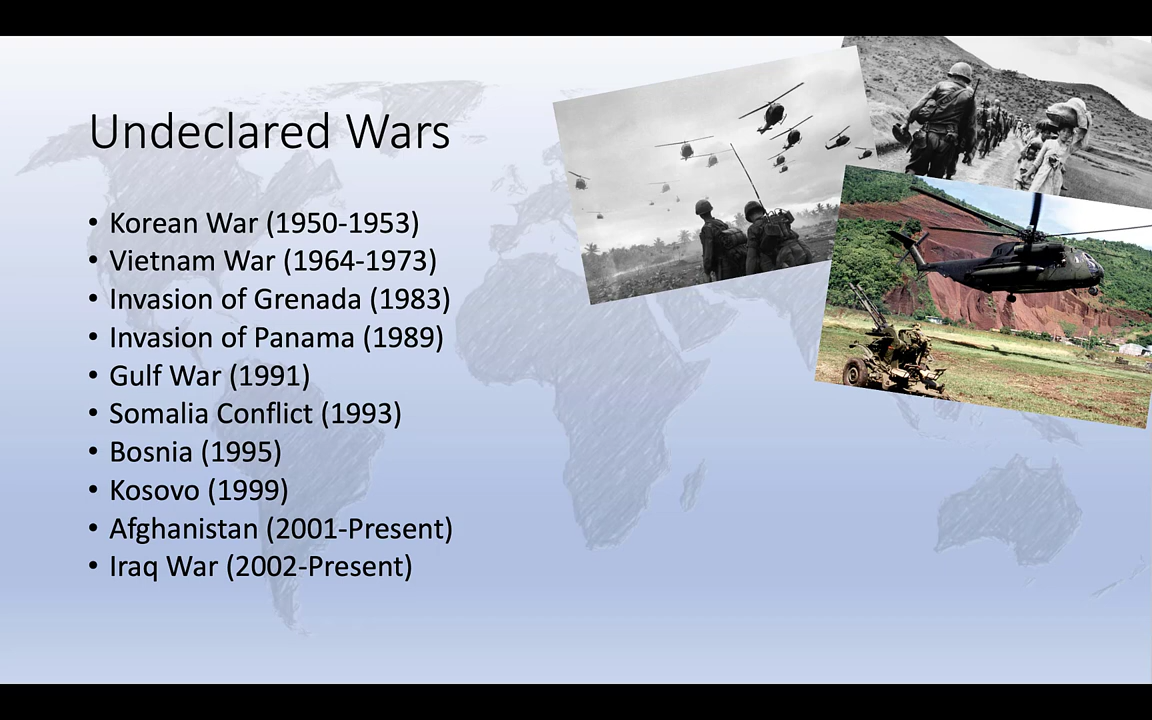 Undeclared Wars
• Korean War (1950-1953)
• Vietnam War (1964-1973)
• Invasion of Grenada (1983)
• Invasion of Panama (1989)
• Gulf War (1991)
• Somalia Conflict (1993)
• Bosnia (1995)
• Kosovo (1999)
• Afghanistan (2001-Present)
• Iraq War (2002-Present)